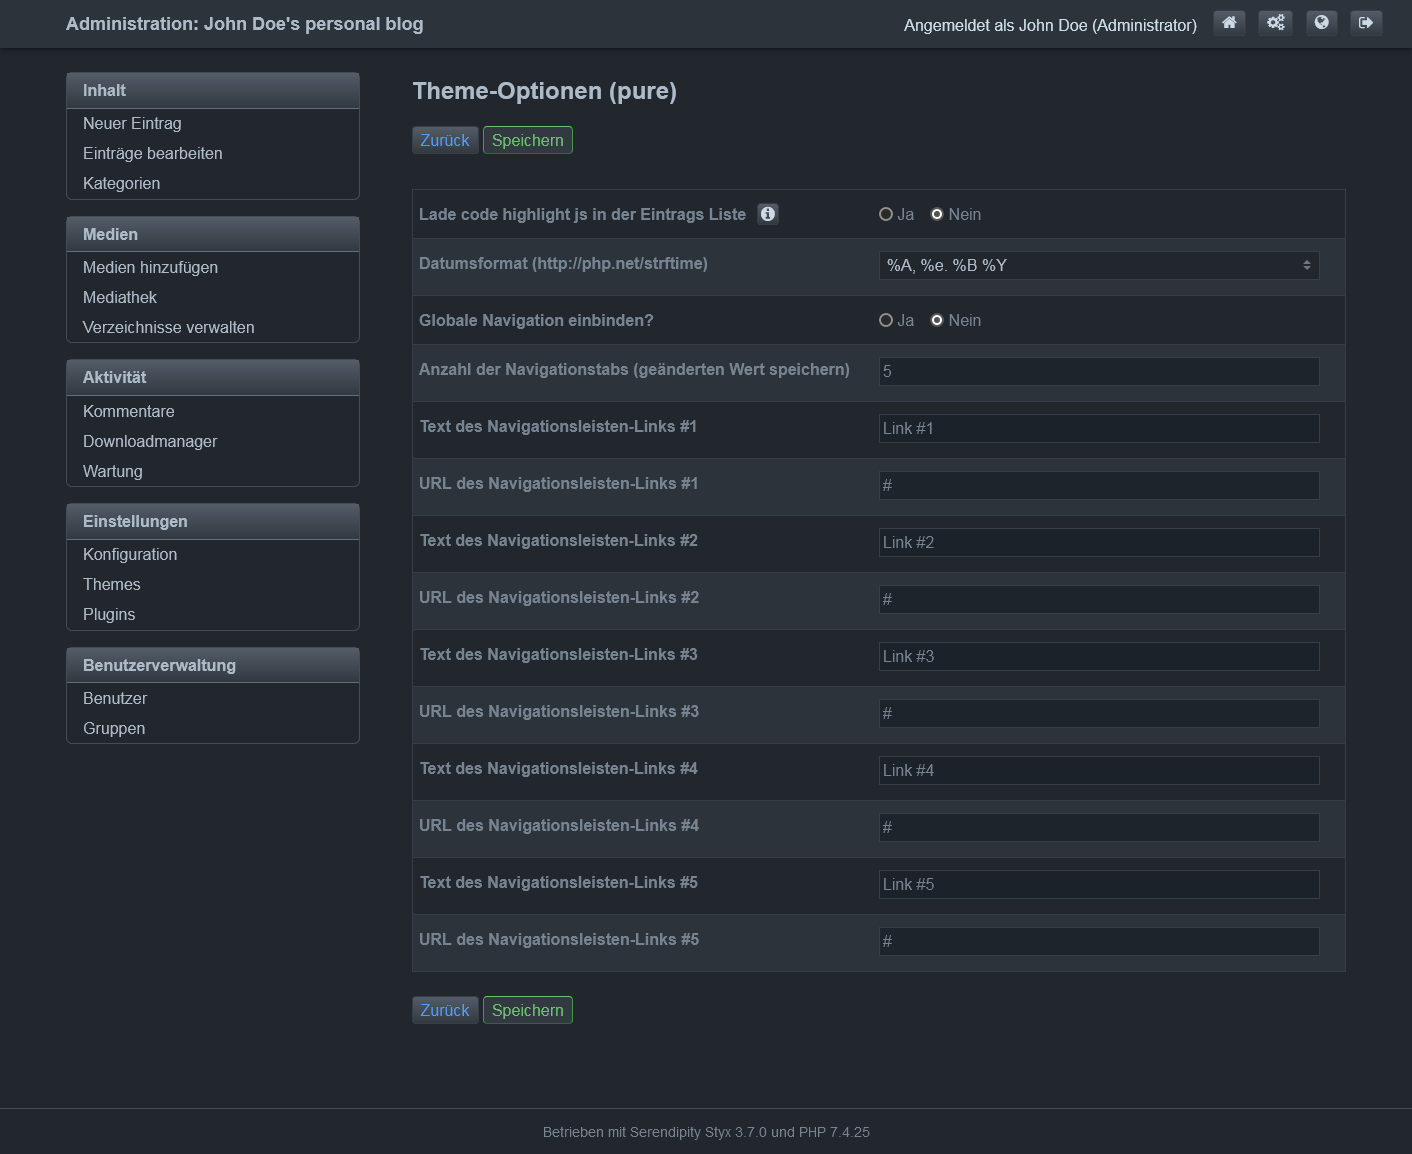 Administration: John Doe's personal blog
Angemeldet als John Doe (Administrator)
Inhalt
Neuer Eintrag
Einträge bearbeiten
Kategorien
Medien
Medien hinzufügen
Mediathek
Verzeichnisse verwalten
Aktivität
Kommentare
Downloadmanager
Wartung
Einstellungen
Konfiguration
Themes
Plugins
Benutzerverwaltung
Benutzer
Gruppen
Theme-Optionen (pure)
Zurück Speichern
Lade code highlight js in der Eintrags Liste Ja Nein
Datumsformat (http://php.net/strftime) %A, %e. %B %Y
Globale Navigation einbinden? Ja Nein
Anzahl der Navigationstabs (geänderten Wert speichern) 5
Text des Navigationsleisten-Links #1 Link #1
URL des Navigationsleisten-Links #1 #
Text des Navigationsleisten-Links #2 Link #2
URL des Navigationsleisten-Links #2 #
Text des Navigationsleisten-Links #3 Link #3
URL des Navigationsleisten-Links #3 #
Text des Navigationsleisten-Links #4 Link #4
URL des Navigationsleisten-Links #4 #
Text des Navigationsleisten-Links #5 Link #5
URL des Navigationsleisten-Links #5 #
Zurück Speichern
Betrieben mit Serendipity Styx 3.7.0 und PHP 7.4.25